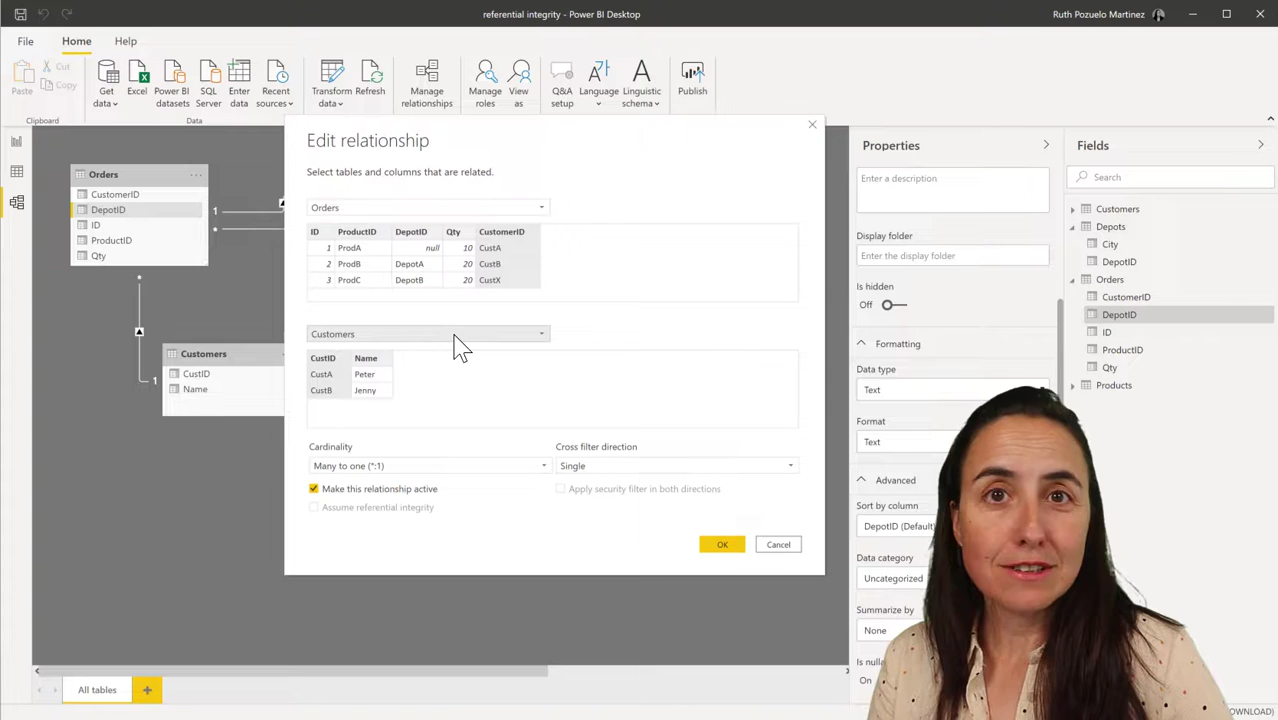 referential integrity - Power BI Desktop
Ruth Pozuelo Martinez
File
Home
Help
Paste
Cut
Copy
Clipboard
Get data
Excel
Power BI datasets
SQL Server
Enter data
Recent sources
Data
Transform data
Refresh
Manage relationships
Manage roles
View as
Q&A setup
Language
Linguistic schema
Publish
Orders
CustomerID
DepotID
ID
ProductID
Qty
1
*
*
1
Customers
CustID
Name
Edit relationship
Select tables and columns that are related.
Orders
ID ProductID DepotID Qty CustomerID
1 ProdA null 10 CustA
2 ProdB DepotA 20 CustB
3 ProdC DepotB 20 CustX
Customers
CustID Name
CustA Peter
CustB Jenny
Cardinality
Many to one (*:1)
Cross filter direction
Single
Make this relationship active
Apply security filter in both directions
Assume referential integrity
OK
Cancel
Properties
Enter a description
Display folder
Enter the display folder
Is hidden
Off
Formatting
Data type
Text
Format
Text
Advanced
Sort by column
DepotID (Default)
Data category
Uncategorized
Summarize by
None
On
Fields
Search
Customers
Depots
City
DepotID
Orders
CustomerID
DepotID
ID
ProductID
Qty
Products
All tables